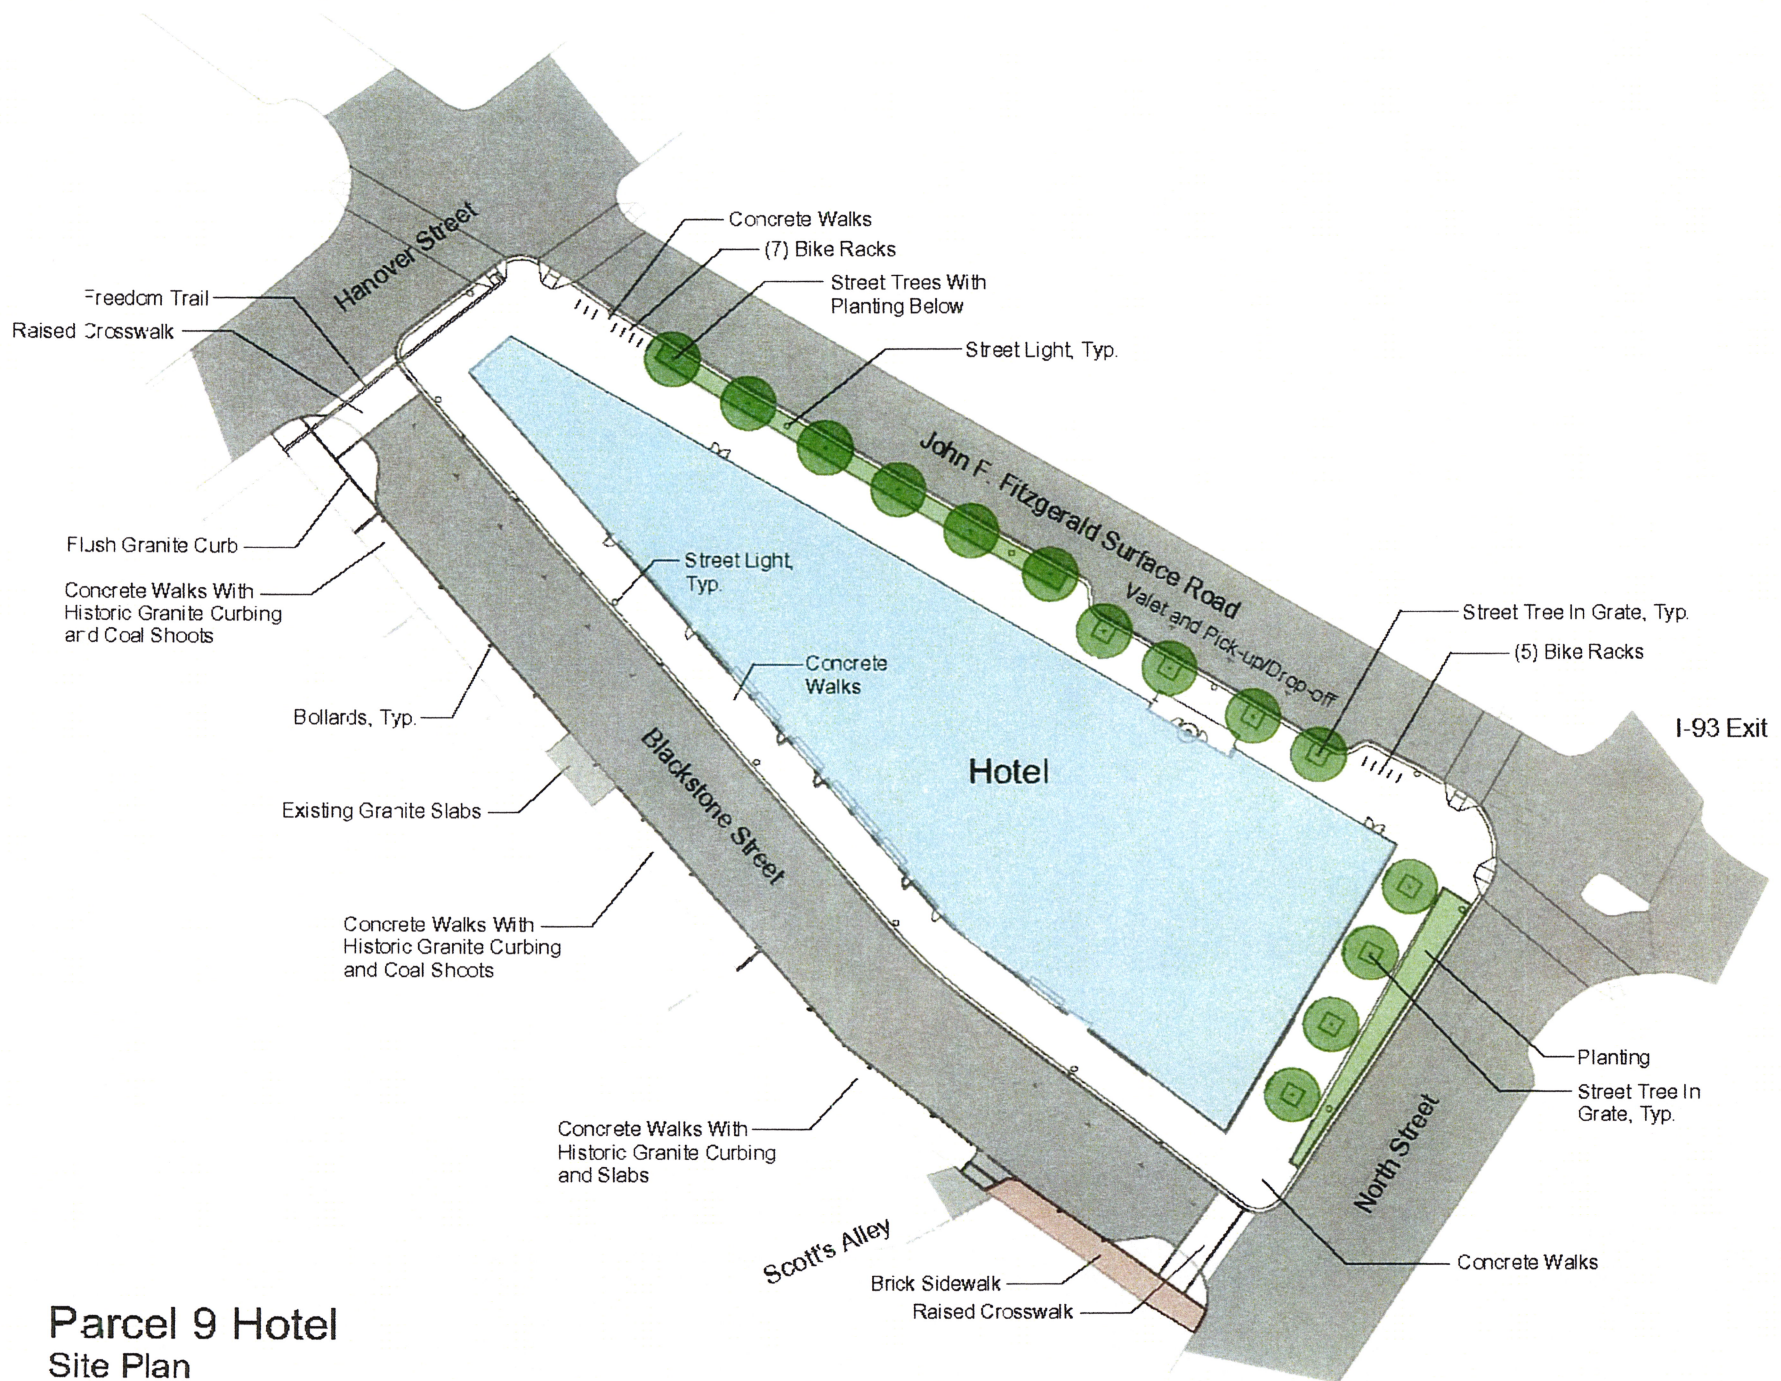 Concrete Walks
(7) Bike Racks
Street Trees With
Planting Below
Street Light, Typ.
Hanover Street
Freedom Trail
Raised Crosswalk
John F. Fitzgerald Surface Road
Valet and Pick-up/Drop-off
Flush Granite Curb
Concrete Walks With
Historic Granite Curbing
and Coal Shoots
Street Light,
Typ.
Street Tree In Grate, Typ.
(5) Bike Racks
Concrete
Walks
Bollards, Typ.
I-93 Exit
Hotel
Blackstone Street
Existing Granite Slabs
Concrete Walks With
Historic Granite Curbing
and Coal Shoots
Planting
Street Tree In
Grate, Typ.
Concrete Walks With
Historic Granite Curbing
and Slabs
North Street
Scott's Alley
Concrete Walks
Brick Sidewalk
Raised Crosswalk
Parcel 9 Hotel
Site Plan